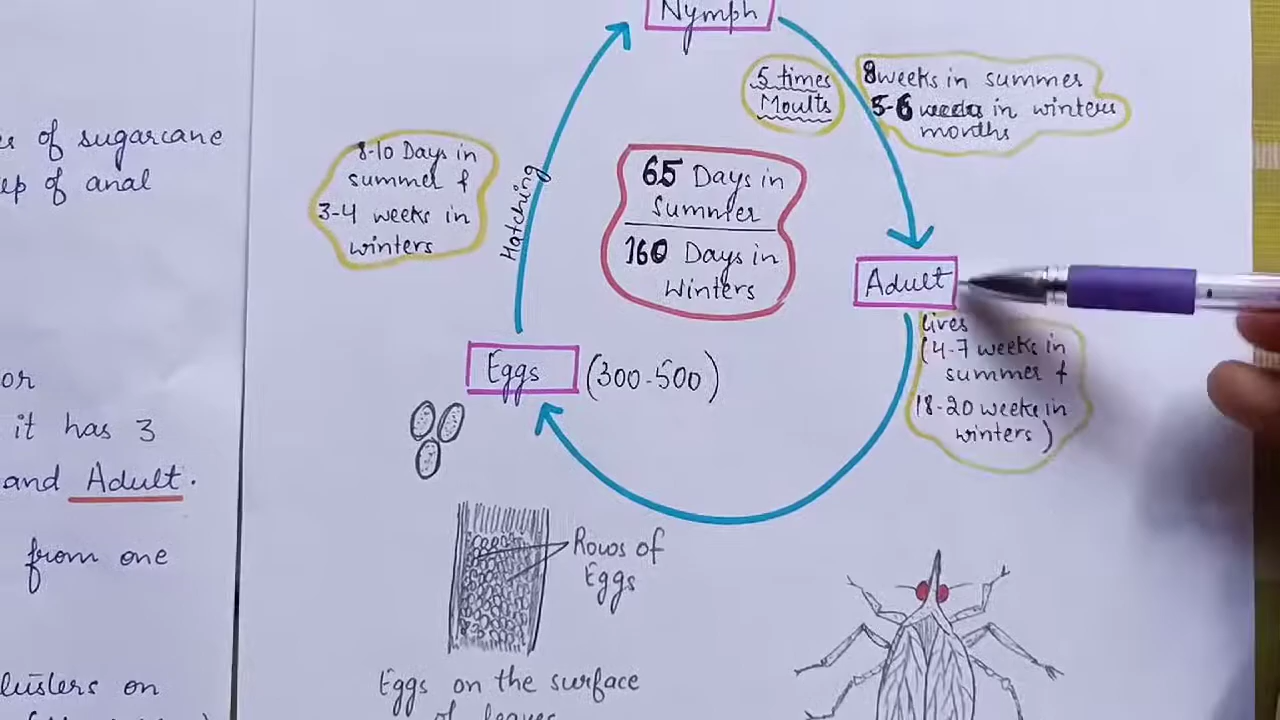 of sugarcane
of anal
or
it has 3
and Adult.
from one
on
Nymph
5 times
Moults
8 weeks in summer
5-6 in winters
months
8-10 Days in
summer &
3-4 weeks in
winters
Hatching
65 Days in
Summer
160 Days in
Winters
Adult
Lives
(4-7 weeks in
summer &
18-20 weeks in
winters)
Eggs (300-500)
Rows of
Eggs
Eggs on the surface
of leaves